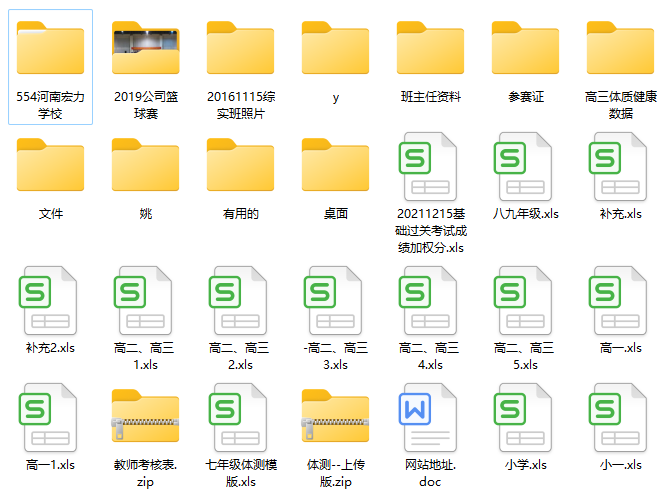 554河南宏力
学校
2019公司篮
球赛
20161115综
实班照片
y
班主任资料
参赛证
高三体质健康
数据
文件
姚
有用的
桌面
20211215基
础过关考试成
绩加权分.xls
八九年级.xls
补充.xls
补充2.xls
高二、高三
1.xls
高二、高三
2.xls
-高二、高三
3.xls
高二、高三
4.xls
高二、高三
5.xls
高一.xls
高一1.xls
教师考核表.
zip
七年级体测模
版.xls
体测--上传
版.zip
网站地址.
doc
小学.xls
小一.xls